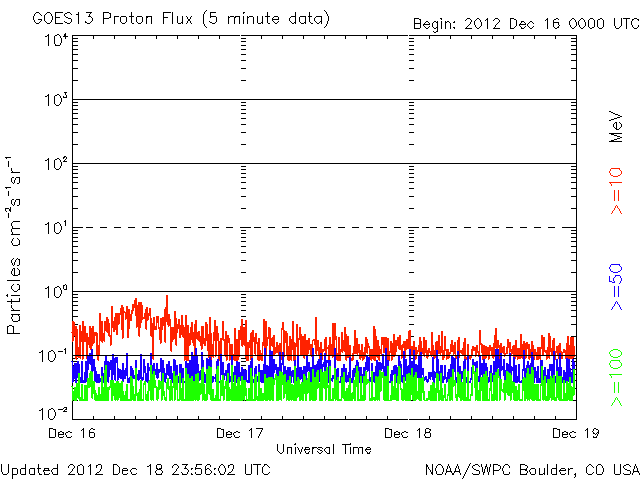 GOES13 Proton Flux (5 minute data)
Begin: 2012 Dec 16 0000 UTC
Particles cm⁻²s⁻¹sr⁻¹
10⁴
10³
10²
10¹
10⁰
10⁻¹
10⁻²
Dec 16
Dec 17
Dec 18
Dec 19
Universal Time
MeV
>=10
>=50
>=100
Updated 2012 Dec 18 23:56:02 UTC
NOAA/SWPC Boulder, CO USA